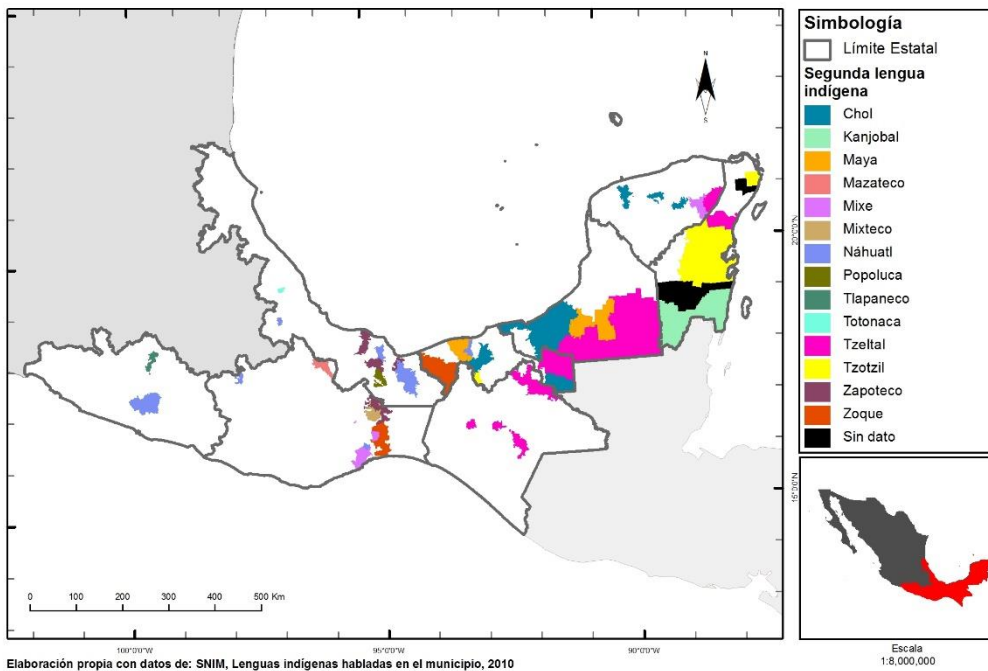 N
S
20°0'0"N
15°0'0"N
0 100 200 300 400 500 Km
100°0'0"W 95°0'0"W 90°0'0"W
Elaboración propia con datos de: SNIM, Lenguas indígenas habladas en el municipio, 2010
Simbología
Límite Estatal
Segunda lengua
indígena
Chol
Kanjobal
Maya
Mazateco
Mixe
Mixteco
Náhuatl
Popoluca
Tlapaneco
Totonaca
Tzeltal
Tzotzil
Zapoteco
Zoque
Sin dato
Escala
1:8,000,000